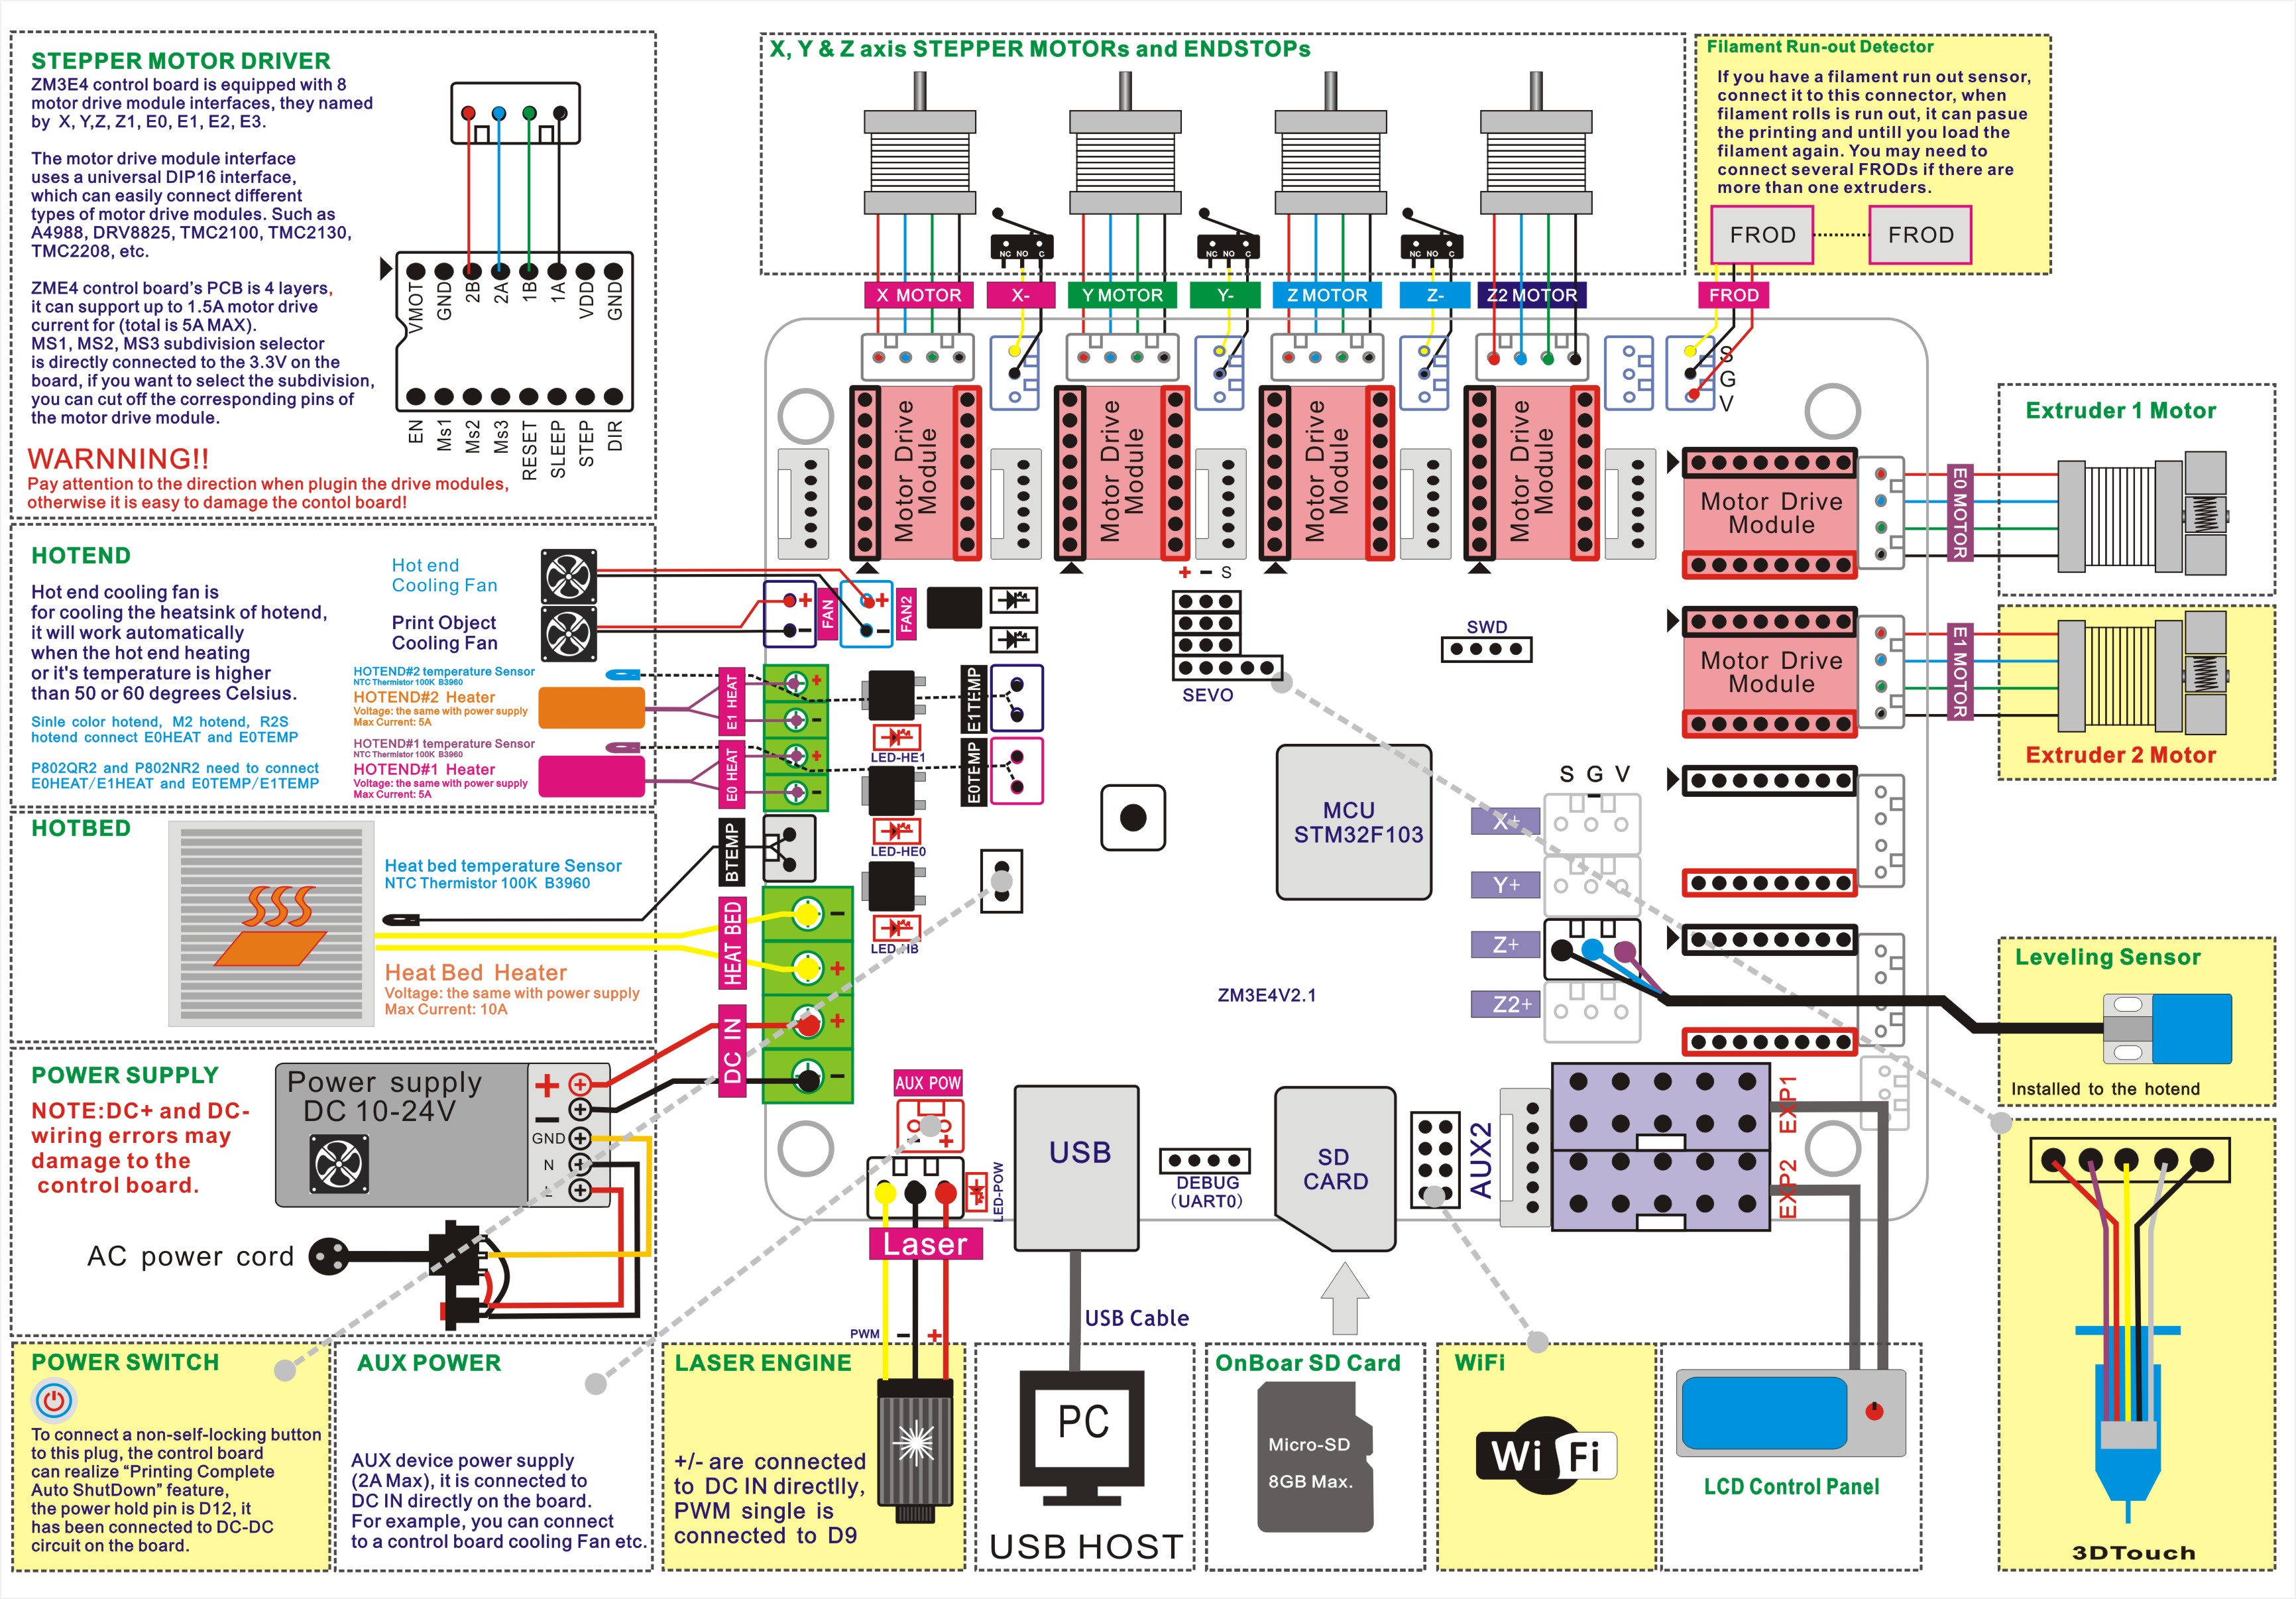 STEPPER MOTOR DRIVER
ZM3E4 control board is equipped with 8
motor drive module interfaces, they named
by X, Y,Z, Z1, E0, E1, E2, E3.
The motor drive module interface
uses a universal DIP16 interface,
which can easily connect different
types of motor drive modules. Such as
A4988, DRV8825, TMC2100, TMC2130,
TMC2208, etc.
ZME4 control board's PCB is 4 layers,
it can support up to 1.5A motor drive
current for (total is 5A MAX).
MS1, MS2, MS3 subdivision selector
is directly connected to the 3.3V on the
board, if you want to select the subdivision,
you can cut off the corresponding pins of
the motor drive module.
WARNNING!!
Pay attention to the direction when plugin the drive modules,
otherwise it is easy to damage the contol board!
VMOT
GND
2B
2A
1B
1A
VDD
GND
EN
Ms1
Ms2
Ms3
RESET
SLEEP
STEP
DIR
X, Y & Z axis STEPPER MOTORs and ENDSTOPs
NC NO C
NC NO C
NC NO C
X MOTOR
X-
Y MOTOR
Y-
Z MOTOR
Z-
Z2 MOTOR
FROD
Filament Run-out Detector
If you have a filament run out sensor,
connect it to this connector, when
filament rolls is run out, it can pasue
the printing and untill you load the
filament again. You may need to
connect several FRODs if there are
more than one extruders.
FROD
FROD
S
G
V
Motor Drive
Module
Motor Drive
Module
Motor Drive
Module
Motor Drive
Module
Motor Drive
Module
E0 MOTOR
Extruder 1 Motor
Motor Drive
Module
E1 MOTOR
Extruder 2 Motor
HOTEND
Hot end cooling fan is
for cooling the heatsink of hotend,
it will work automatically
when the hot end heating
or it's temperature is higher
than 50 or 60 degrees Celsius.
Sinle color hotend, M2 hotend, R2S
hotend connect E0HEAT and E0TEMP
P802QR2 and P802NR2 need to connect
E0HEAT/E1HEAT and E0TEMP/E1TEMP
Hot end
Cooling Fan
Print Object
Cooling Fan
HOTEND#2 temperature Sensor
NTC Thermistor 100K B3960
HOTEND#2 Heater
Voltage: the same with power supply
Max Current: 5A
HOTEND#1 temperature Sensor
NTC Thermistor 100K B3960
HOTEND#1 Heater
Voltage: the same with power supply
Max Current: 5A
+
-
FAN
+
-
FAN2
E1 HEAT
+
-
E0 HEAT
+
-
E1TEMP
E0TEMP
LED-HE1
LED-HE0
LED-HB
+ - S
SEVO
SWD
MCU
STM32F103
S G V
X+
Y+
Z+
Z2+
ZM3E4V2.1
HOTBED
Heat bed temperature Sensor
NTC Thermistor 100K B3960
Heat Bed Heater
Voltage: the same with power supply
Max Current: 10A
BTEMP
HEAT BED
-
+
DC IN
+
-
POWER SUPPLY
NOTE:DC+ and DC-
wiring errors may
damage to the
control board.
Power supply
DC 10-24V
+
-
GND
N
L
AC power cord
AUX POW
- +
LED-POW
Laser
PWM - +
USB
DEBUG
(UART0)
SD
CARD
AUX2
EXP1
EXP2
Leveling Sensor
Installed to the hotend
3DTouch
POWER SWITCH
To connect a non-self-locking button
to this plug, the control board
can realize “Printing Complete
Auto ShutDown” feature,
the power hold pin is D12, it
has been connected to DC-DC
circuit on the board.
AUX POWER
AUX device power supply
(2A Max), it is connected to
DC IN directly on the board.
For example, you can connect
to a control board cooling Fan etc.
LASER ENGINE
+/- are connected
to DC IN directlly,
PWM single is
connected to D9
USB Cable
PC
USB HOST
OnBoar SD Card
Micro-SD
8GB Max.
WiFi
Wi Fi
LCD Control Panel